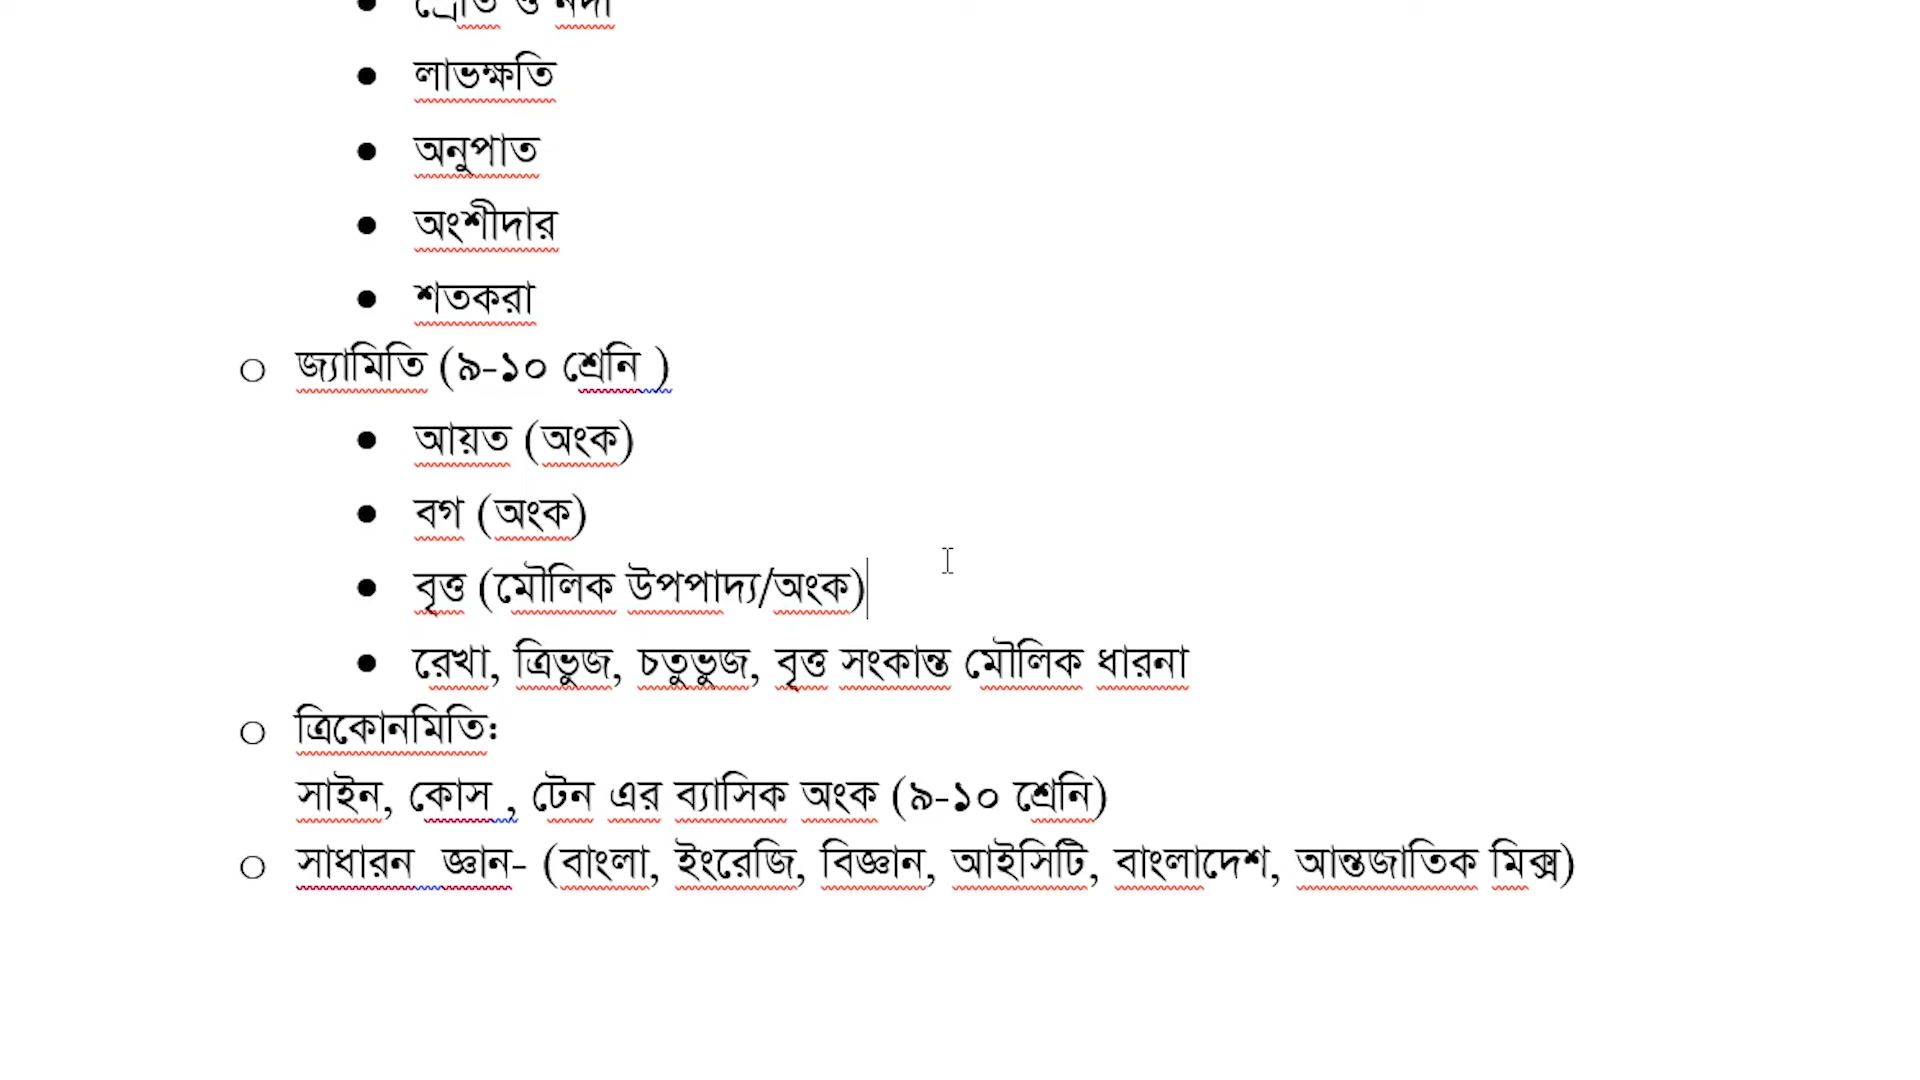 স্রোত ও নদী
● লাভক্ষতি
● অনুপাত
● অংশীদার
● শতকরা
○ জ্যামিতি (৯-১০ শ্রেনি )
● আয়ত (অংক)
● বগ (অংক)
● বৃত্ত (মৌলিক উপপাদ্য/অংক)
● রেখা, ত্রিভুজ, চতুভুজ, বৃত্ত সংকান্ত মৌলিক ধারনা
○ ত্রিকোনমিতি:
সাইন, কোস , টেন এর ব্যাসিক অংক (৯-১০ শ্রেনি)
○ সাধারন জ্ঞান- (বাংলা, ইংরেজি, বিজ্ঞান, আইসিটি, বাংলাদেশ, আন্তজাতিক মিক্স)